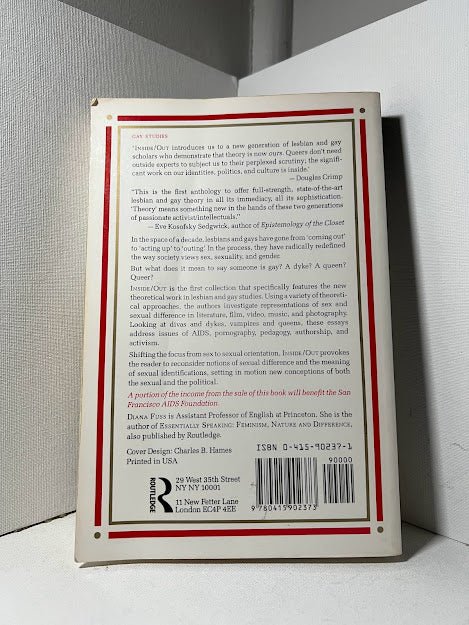 GAY STUDIES
"INSIDE/OUT introduces us to a new generation of lesbian and gay
scholars who demonstrate that theory is now ours. Queers don't need
outside experts to subject us to their perplexed scrutiny; the signifi-
cant work on our identities, politics, and culture is inside."
— Douglas Crimp
"This is the first anthology to offer full-strength, state-of-the-art
lesbian and gay theory in all its immediacy, all its sophistication.
'Theory' means something new in the hands of these two generations
of passionate activist/intellectuals."
— Eve Kosofsky Sedgwick, author of Epistemology of the Closet
In the space of a decade, lesbians and gays have gone from 'coming out'
to 'acting up' to 'outing.' In the process, they have radically redefined
the way society views sex, sexuality, and gender.
But what does it mean to say someone is gay? A dyke? A queen?
Queer?
INSIDE/OUT is the first collection that specifically features the new
theoretical work in lesbian and gay studies. Using a variety of theoreti-
cal approaches, the authors investigate representations of sex and
sexual difference in literature, film, video, music, and photography.
Looking at divas and dykes, vampires and queens, these essays
address issues of AIDS, pornography, pedagogy, authorship, and
activism.
Shifting the focus from sex to sexual orientation, INSIDE/OUT provokes
the reader to reconsider notions of sexual difference and the meaning
of sexual identifications, setting in motion new conceptions of both
the sexual and the political.
A portion of the income from the sale of this book will benefit the San
Francisco AIDS Foundation.
DIANA FUSS is Assistant Professor of English at Princeton. She is the
author of ESSENTIALLY SPEAKING: FEMINISM, NATURE AND DIFFERENCE,
also published by Routledge.
Cover Design: Charles B. Hames
Printed in USA
ISBN 0-415-90237-1
90000
ROUTLEDGE
29 West 35th Street
NY NY 10001
11 New Fetter Lane
London EC4P 4EE
9 780415 902373